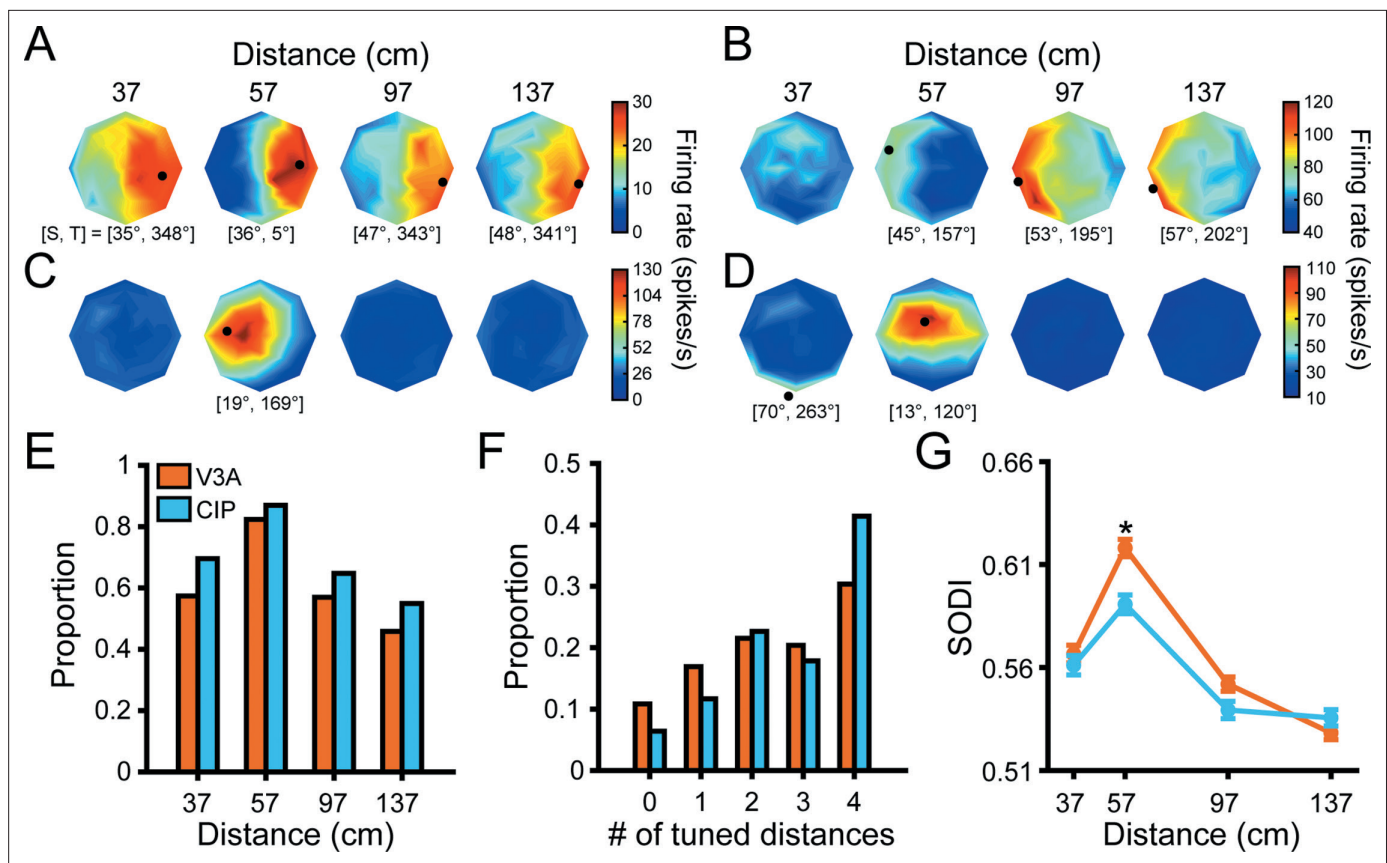 A
Distance (cm)
37 57 97 137
30
20
10
0
[S, T] = [35°, 348°] [36°, 5°] [47°, 343°] [48°, 341°]
B
Distance (cm)
37 57 97 137
120
100
80
60
40
[45°, 157°] [53°, 195°] [57°, 202°]
Firing rate (spikes/s)
Firing rate (spikes/s)
C
130
104
78
52
26
0
[19°, 169°]
D
110
90
70
50
30
10
[70°, 263°] [13°, 120°]
E
V3A
CIP
Proportion
1
0.8
0.6
0.4
0.2
0
37 57 97 137
Distance (cm)
F
Proportion
0.5
0.4
0.3
0.2
0.1
0
0 1 2 3 4
# of tuned distances
G
SODI
0.66
0.61
0.56
0.51
*
37 57 97 137
Distance (cm)